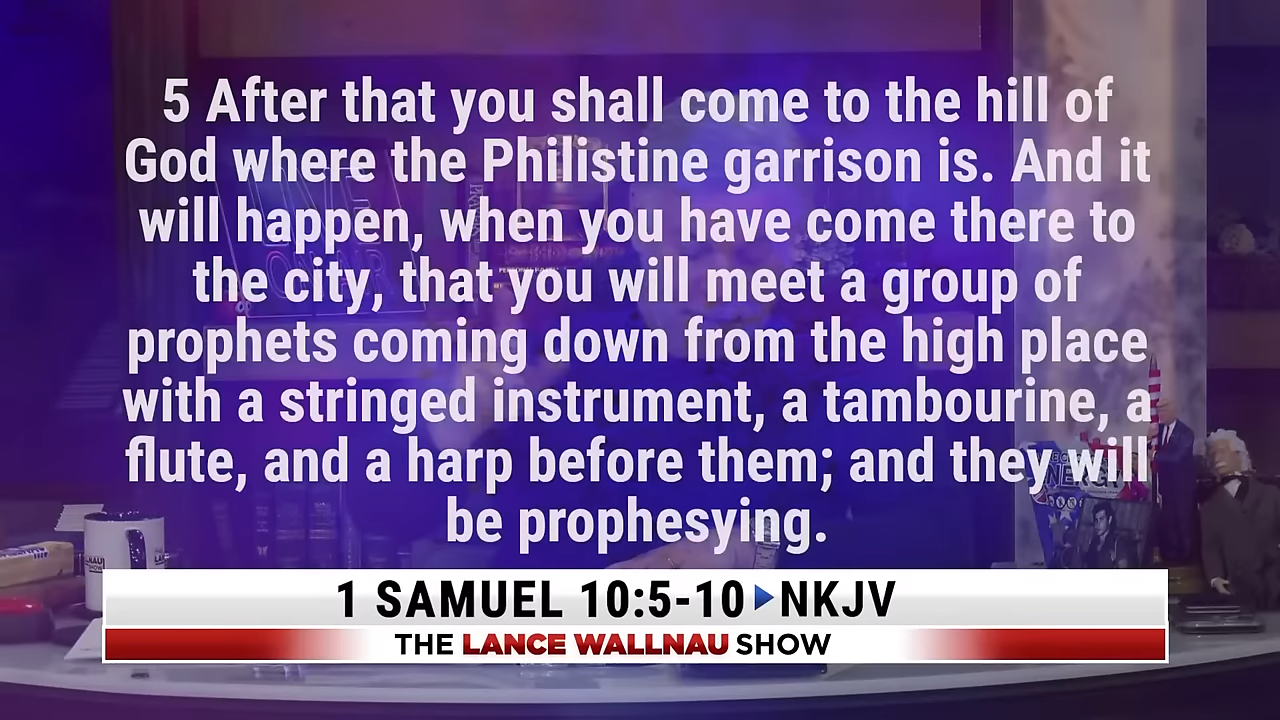 5 After that you shall come to the hill of
God where the Philistine garrison is. And it
will happen, when you have come there to
the city, that you will meet a group of
prophets coming down from the high place
with a stringed instrument, a tambourine, a
flute, and a harp before them; and they will
be prophesying.
1 SAMUEL 10:5-10 NKJV
THE LANCE WALLNAU SHOW
LIVE
ON AIR